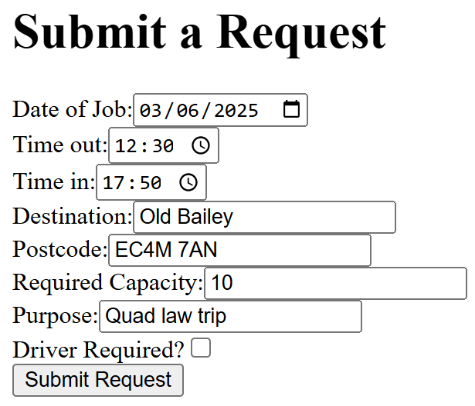 Submit a Request
Date of Job: 03/06/2025
Time out: 12:30
Time in: 17:50
Destination: Old Bailey
Postcode: EC4M 7AN
Required Capacity: 10
Purpose: Quad law trip
Driver Required?
Submit Request